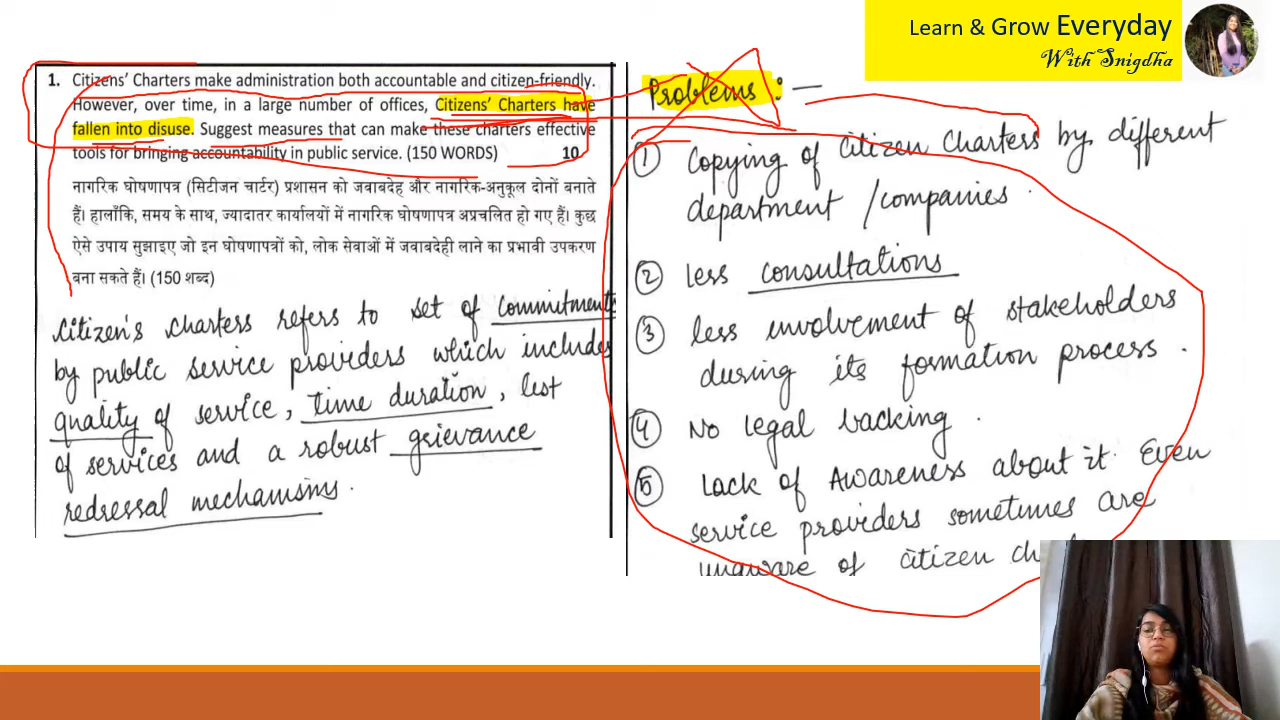 Learn & Grow Everyday
With Snigdha
1. Citizens' Charters make administration both accountable and citizen-friendly.
However, over time, in a large number of offices, Citizens' Charters have
fallen into disuse. Suggest measures that can make these charters effective
tools for bringing accountability in public service. (150 WORDS) 10
नागरिक घोषणापत्र (सिटीजन चार्टर) प्रशासन को जवाबदेह और नागरिक-अनुकूल दोनों बनाते
हैं। हालाँकि, समय के साथ, ज्यादातर कार्यालयों में नागरिक घोषणापत्र अप्रचलित हो गए हैं। कुछ
ऐसे उपाय सुझाइए जो इन घोषणापत्रों को, लोक सेवाओं में जवाबदेही लाने का प्रभावी उपकरण
बना सकते हैं। (150 शब्द)
Citizen's Charters refers to set of commitments
by public service providers which includes
quality of service, time duration, list
of services and a robust grievance
redressal mechanisms.
Problems :—
① Copying of Citizen Charters by different
department / companies.
② less consultations
③ less involvement of stakeholders
during its formation process.
④ No legal backing.
⑤ Lack of Awareness about it. Even
service providers sometimes are
unaware of citizen